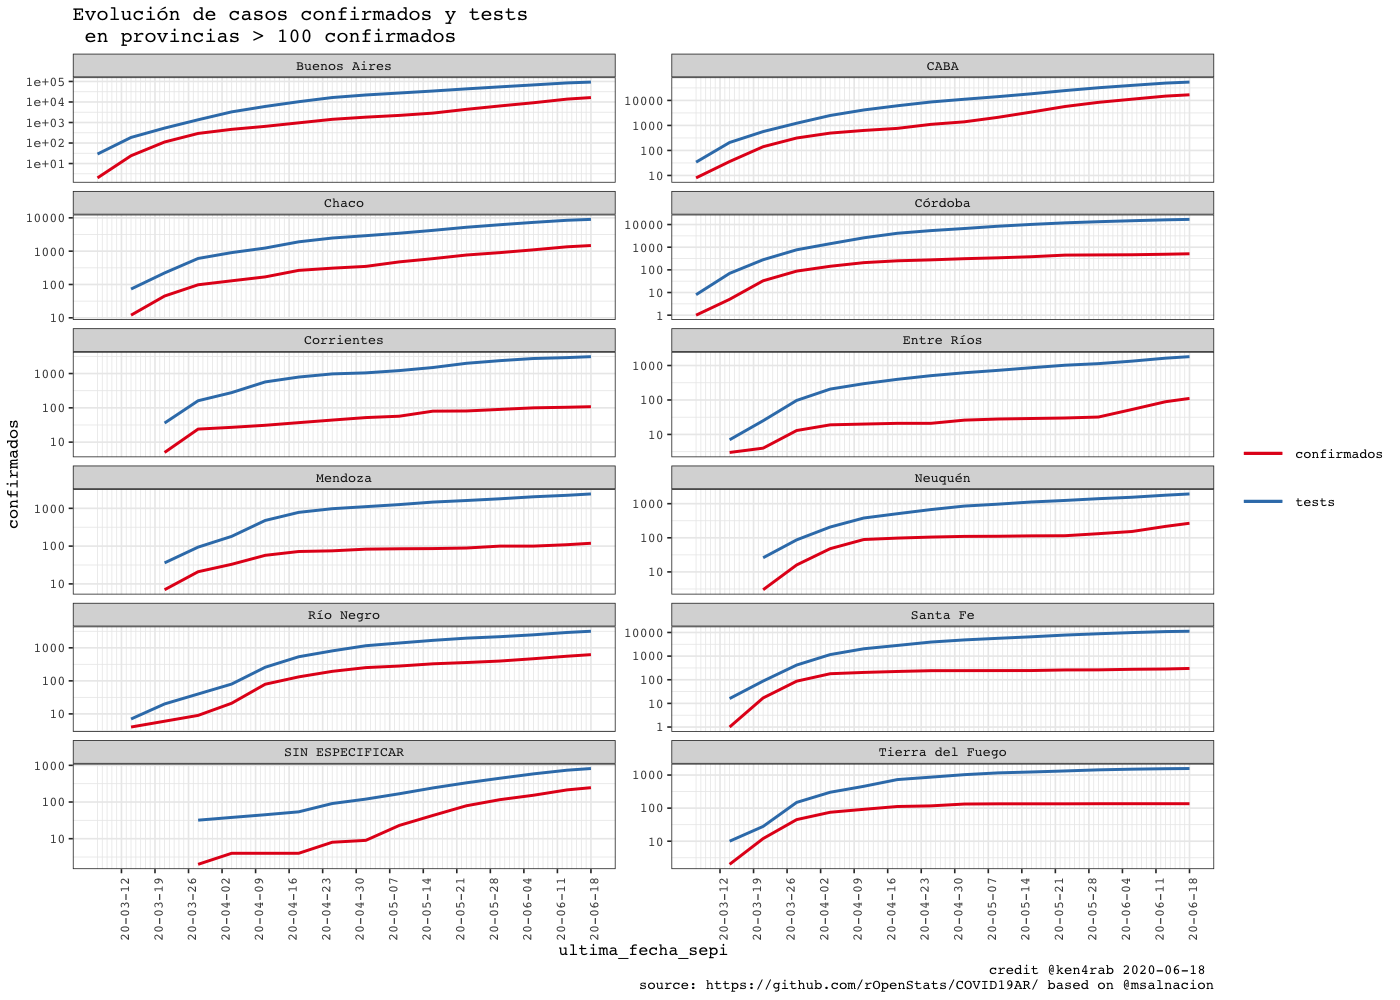 Evolución de casos confirmados y tests
en provincias > 100 confirmados
Buenos Aires
1e+05
1e+04
1e+03
1e+02
1e+01
CABA
10000
1000
100
10
Chaco
10000
1000
100
10
Córdoba
10000
1000
100
10
1
Corrientes
1000
100
10
Entre Ríos
1000
100
10
Mendoza
1000
100
10
Neuquén
1000
100
10
Río Negro
1000
100
10
Santa Fe
10000
1000
100
10
1
SIN ESPECIFICAR
1000
100
10
Tierra del Fuego
1000
100
10
confirmados
20-03-12
20-03-19
20-03-26
20-04-02
20-04-09
20-04-16
20-04-23
20-04-30
20-05-07
20-05-14
20-05-21
20-05-28
20-06-04
20-06-11
20-06-18
20-03-12
20-03-19
20-03-26
20-04-02
20-04-09
20-04-16
20-04-23
20-04-30
20-05-07
20-05-14
20-05-21
20-05-28
20-06-04
20-06-11
20-06-18
ultima_fecha_sepi
confirmados
tests
credit @ken4rab 2020-06-18
source: https://github.com/rOpenStats/COVID19AR/ based on @msalnacion